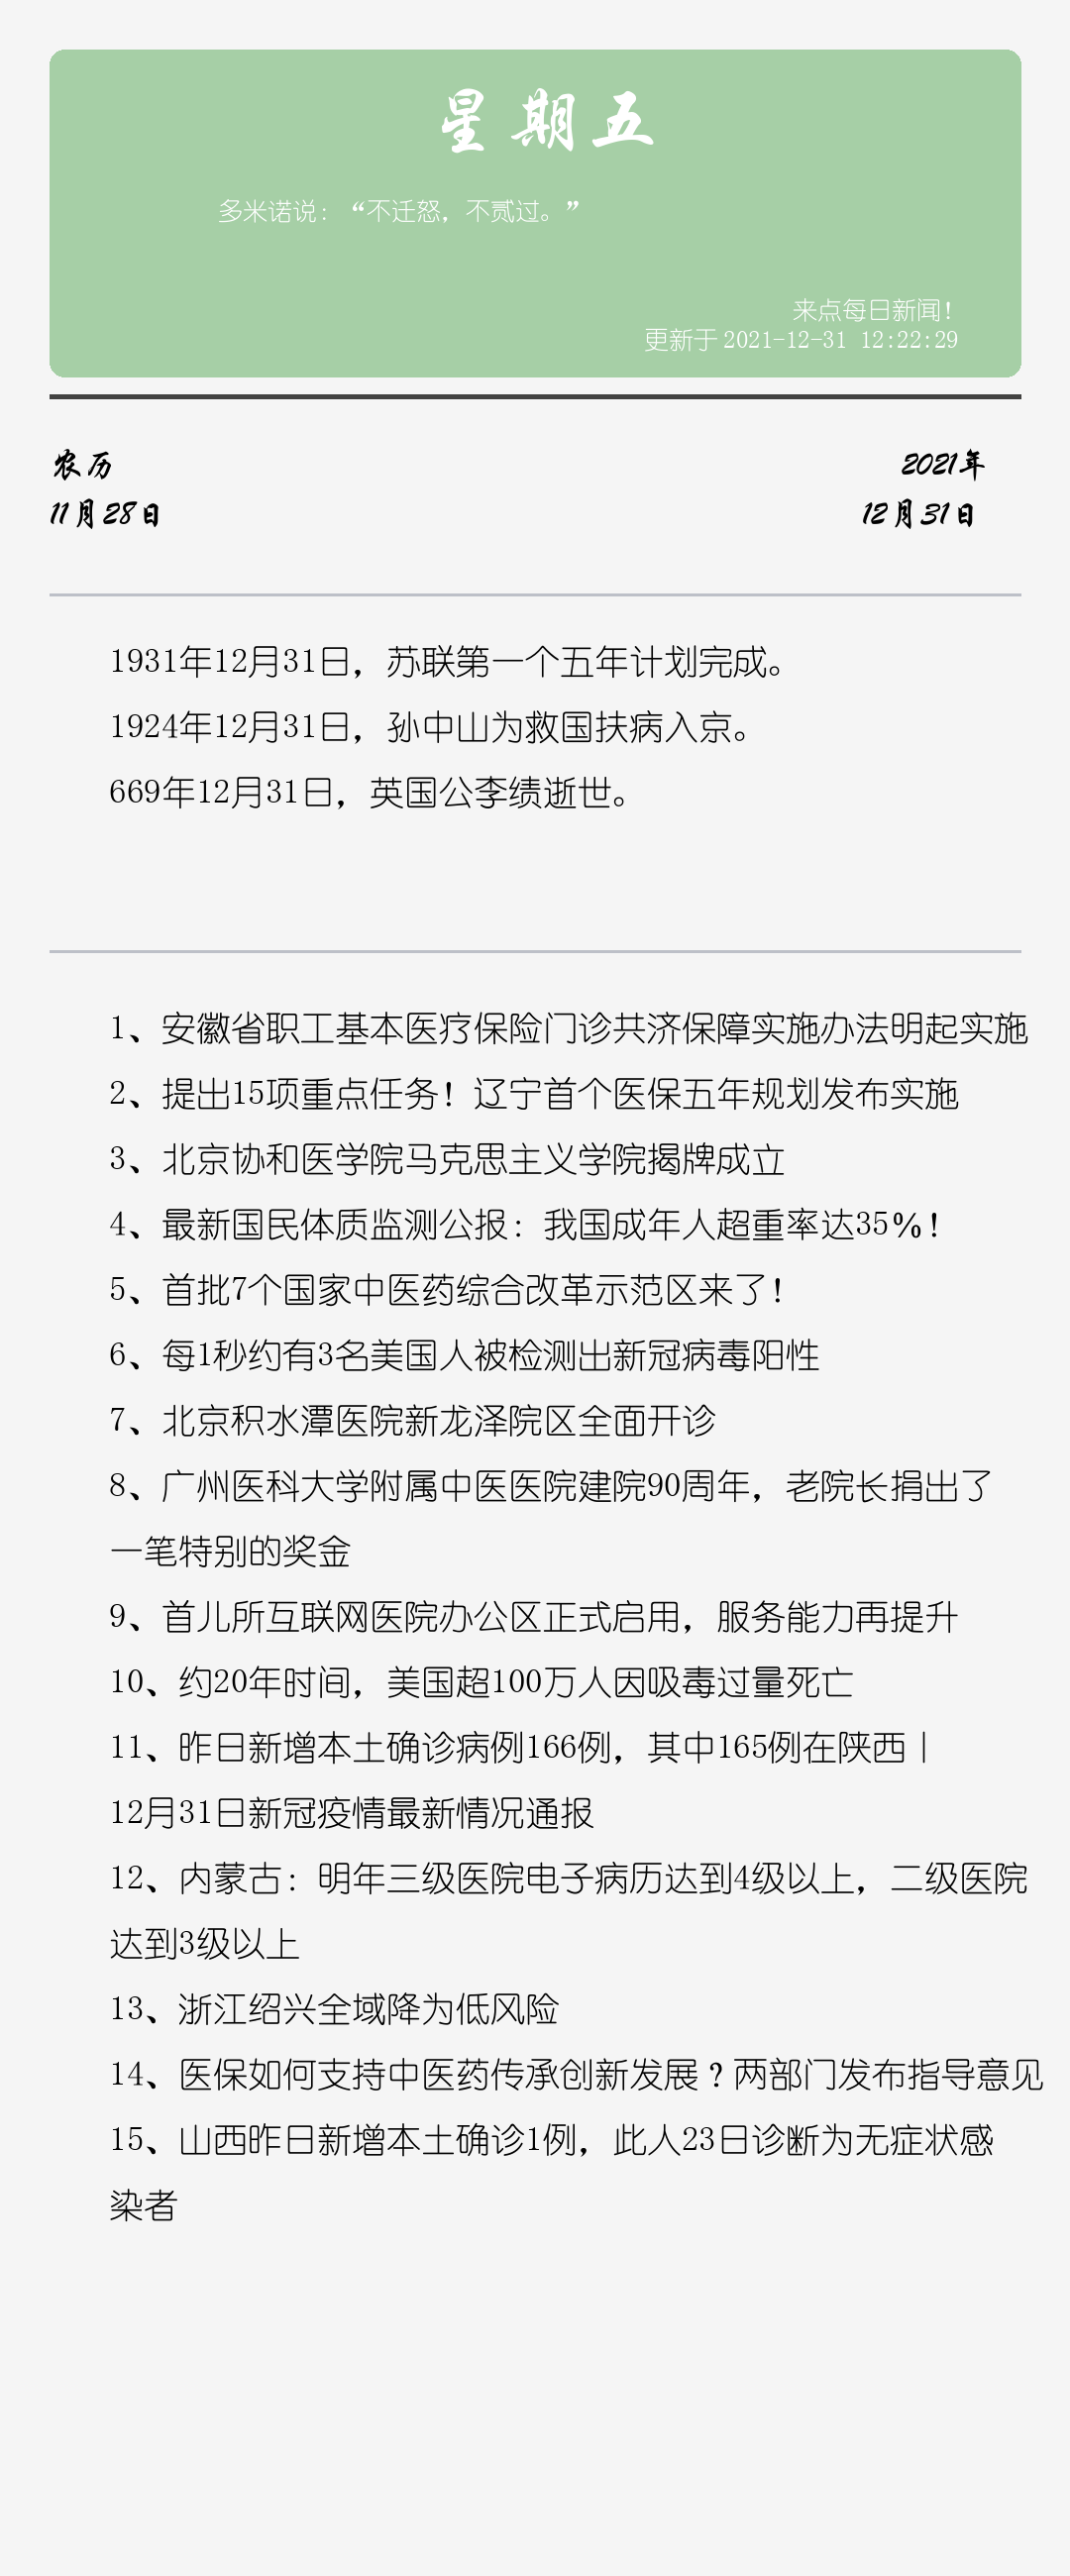 星期五
多米诺说：“不迁怒，不贰过。”
来点每日新闻！
更新于 2021-12-31 12:22:29
农历
2021年
11月28日
12月31日
1931年12月31日，苏联第一个五年计划完成。
1924年12月31日，孙中山为救国扶病入京。
669年12月31日，英国公李绩逝世。
1、安徽省职工基本医疗保险门诊共济保障实施办法明起实施
2、提出15项重点任务！辽宁首个医保五年规划发布实施
3、北京协和医学院马克思主义学院揭牌成立
4、最新国民体质监测公报：我国成年人超重率达35%！
5、首批7个国家中医药综合改革示范区来了！
6、每1秒约有3名美国人被检测出新冠病毒阳性
7、北京积水潭医院新龙泽院区全面开诊
8、广州医科大学附属中医医院建院90周年，老院长捐出了
一笔特别的奖金
9、首儿所互联网医院办公区正式启用，服务能力再提升
10、约20年时间，美国超100万人因吸毒过量死亡
11、昨日新增本土确诊病例166例，其中165例在陕西丨
12月31日新冠疫情最新情况通报
12、内蒙古：明年三级医院电子病历达到4级以上，二级医院
达到3级以上
13、浙江绍兴全域降为低风险
14、医保如何支持中医药传承创新发展？两部门发布指导意见
15、山西昨日新增本土确诊1例，此人23日诊断为无症状感
染者